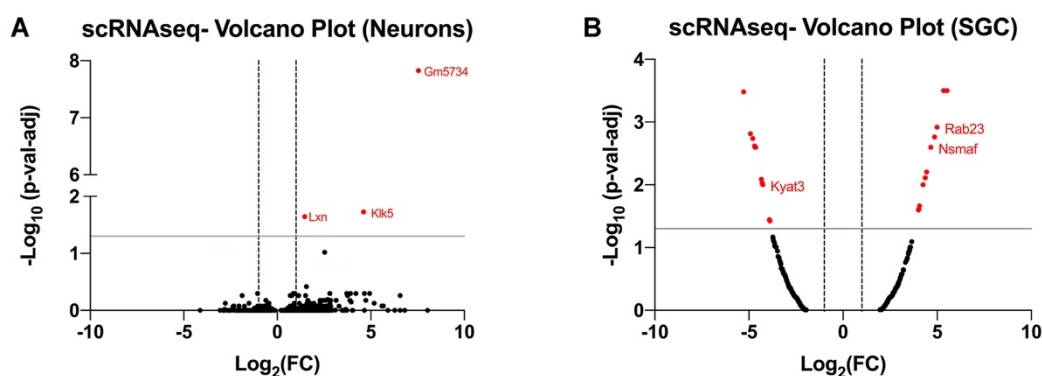 A
scRNAseq- Volcano Plot (Neurons)
-Log10 (p-val-adj)
8
7
6
2
1
0
Gm5734
Lxn
Klk5
-10
-5
0
5
10
Log2(FC)
B
scRNAseq- Volcano Plot (SGC)
-Log10 (p-val-adj)
4
3
2
1
0
Rab23
Nsmaf
Kyat3
-10
-5
0
5
10
Log2(FC)